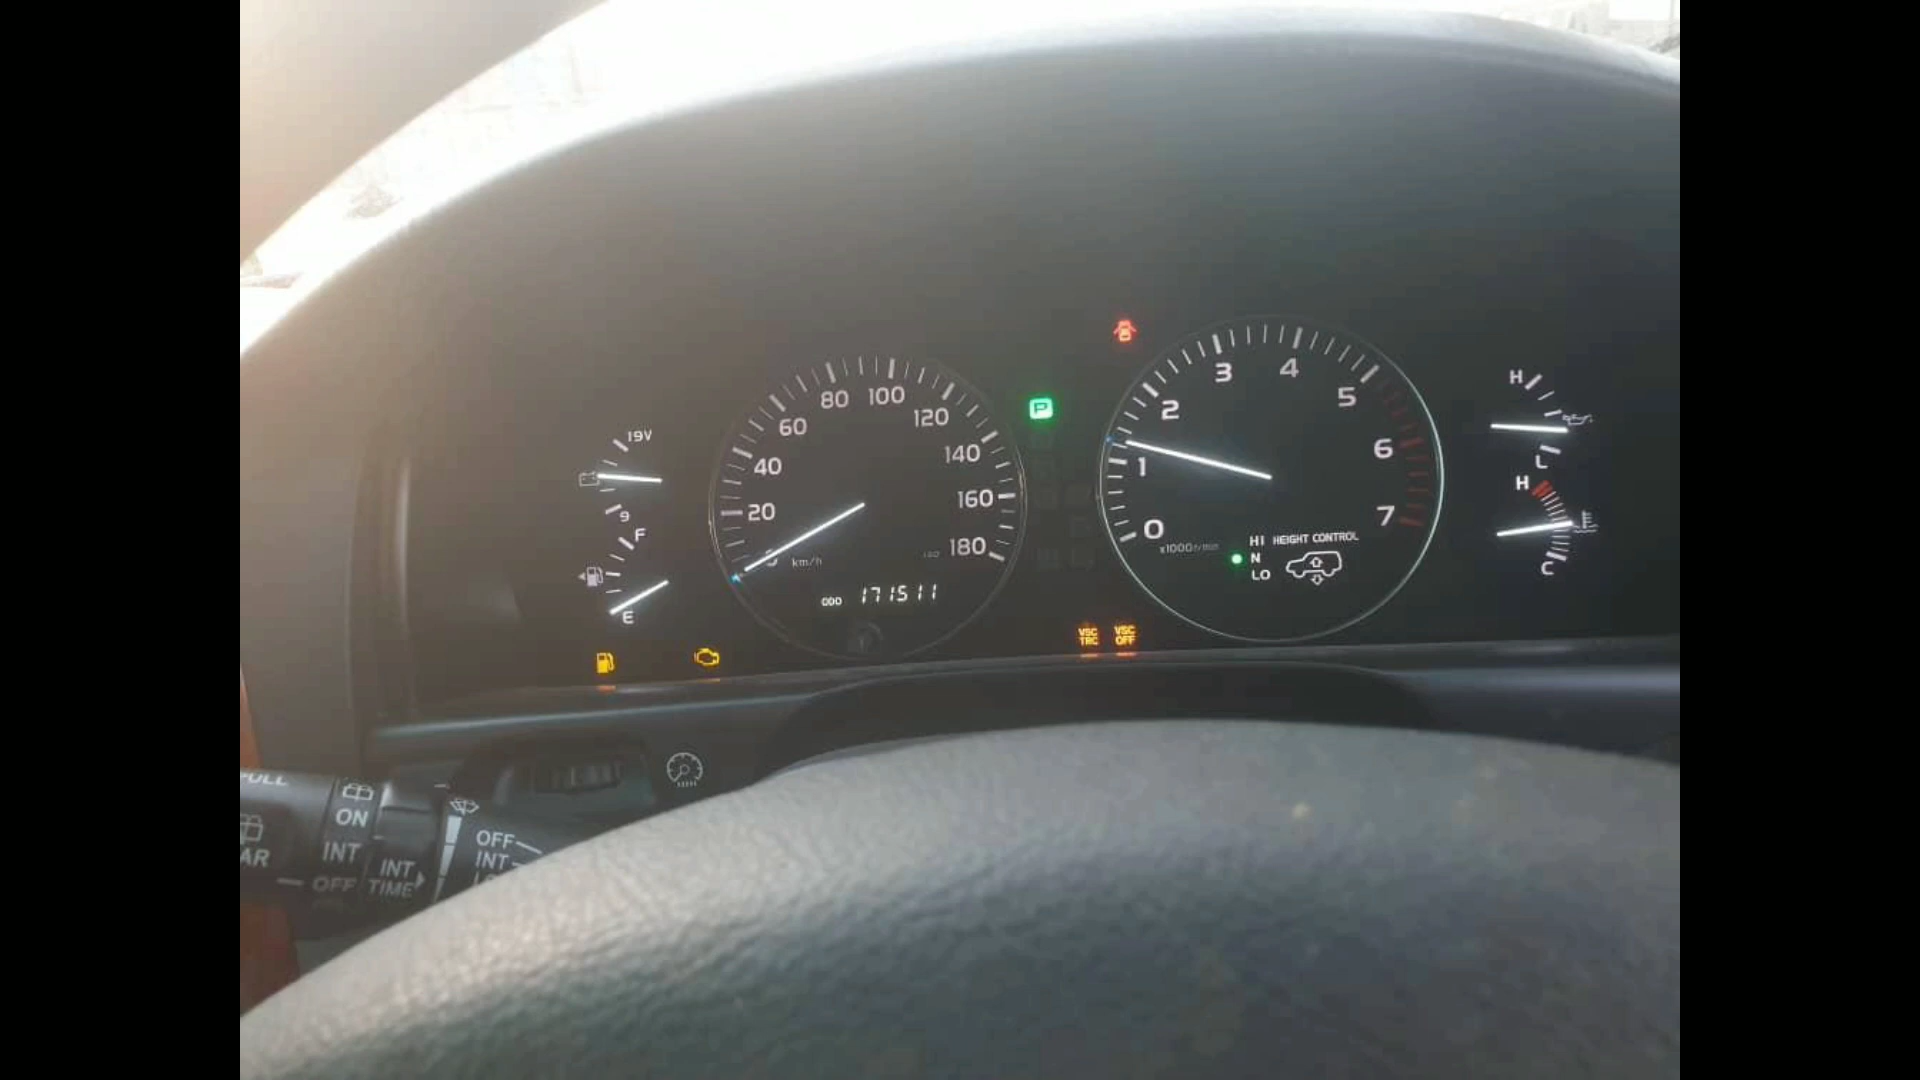 19V
9
F
E
20
40
60
80
100
120
140
160
180
km/h
ODO 171511
P
0
1
2
3
4
5
6
7
x1000r/min
HI HEIGHT CONTROL
N
LO
H
L
H
C
VSC
TRC
VSC
OFF
PULL
ON
INT
OFF
INT
TIME
OFF
INT